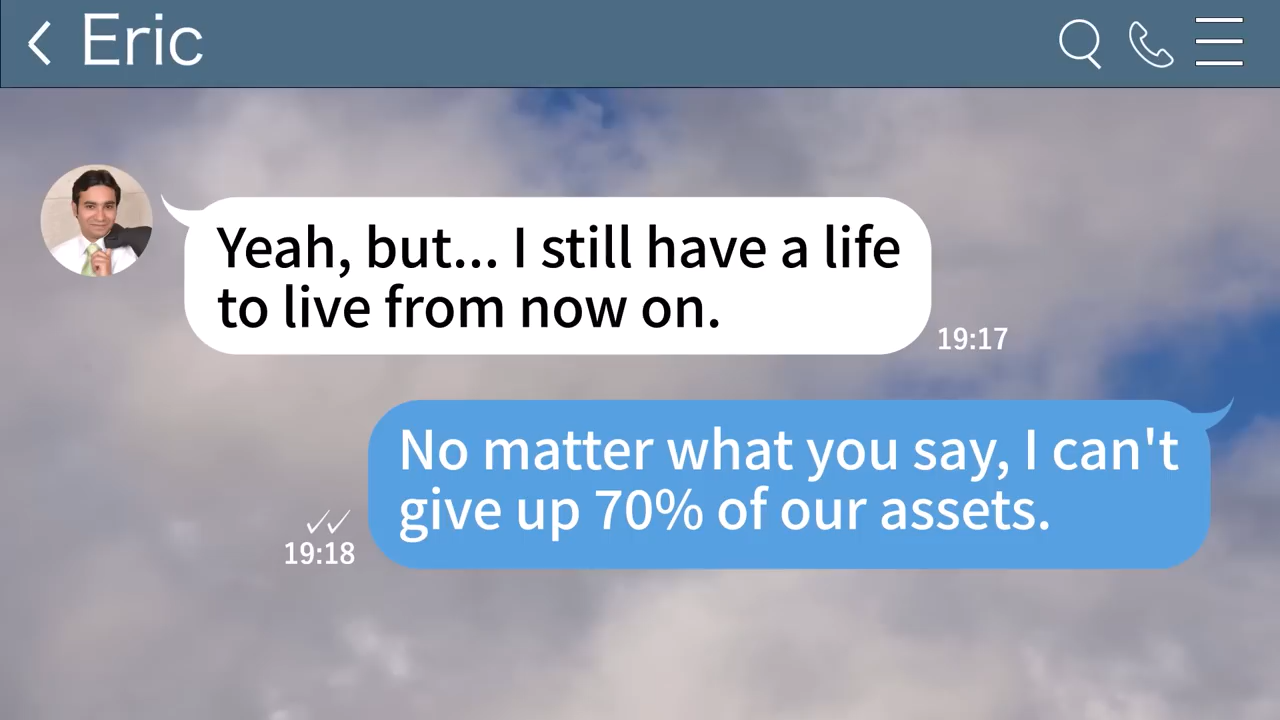 Eric
Yeah, but... I still have a life
to live from now on.
19:17
No matter what you say, I can't
give up 70% of our assets.
19:18